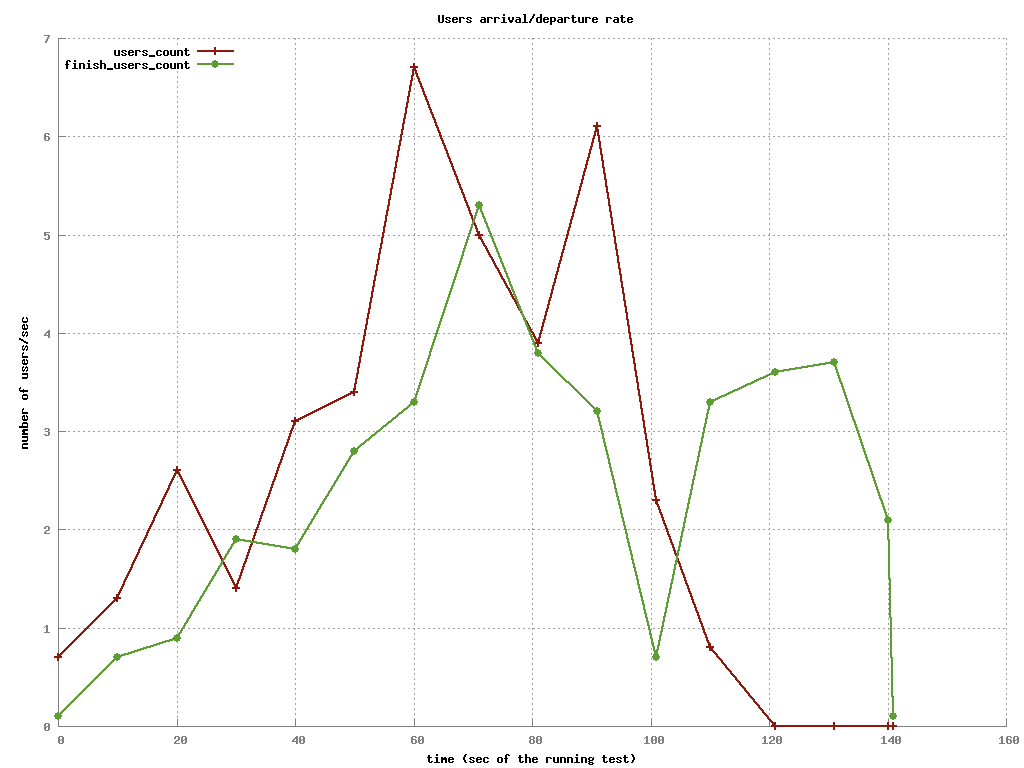 Users arrival/departure rate
users_count
finish_users_count
7
6
5
4
3
2
1
0
number of users/sec
0 20 40 60 80 100 120 140 160
time (sec of the running test)